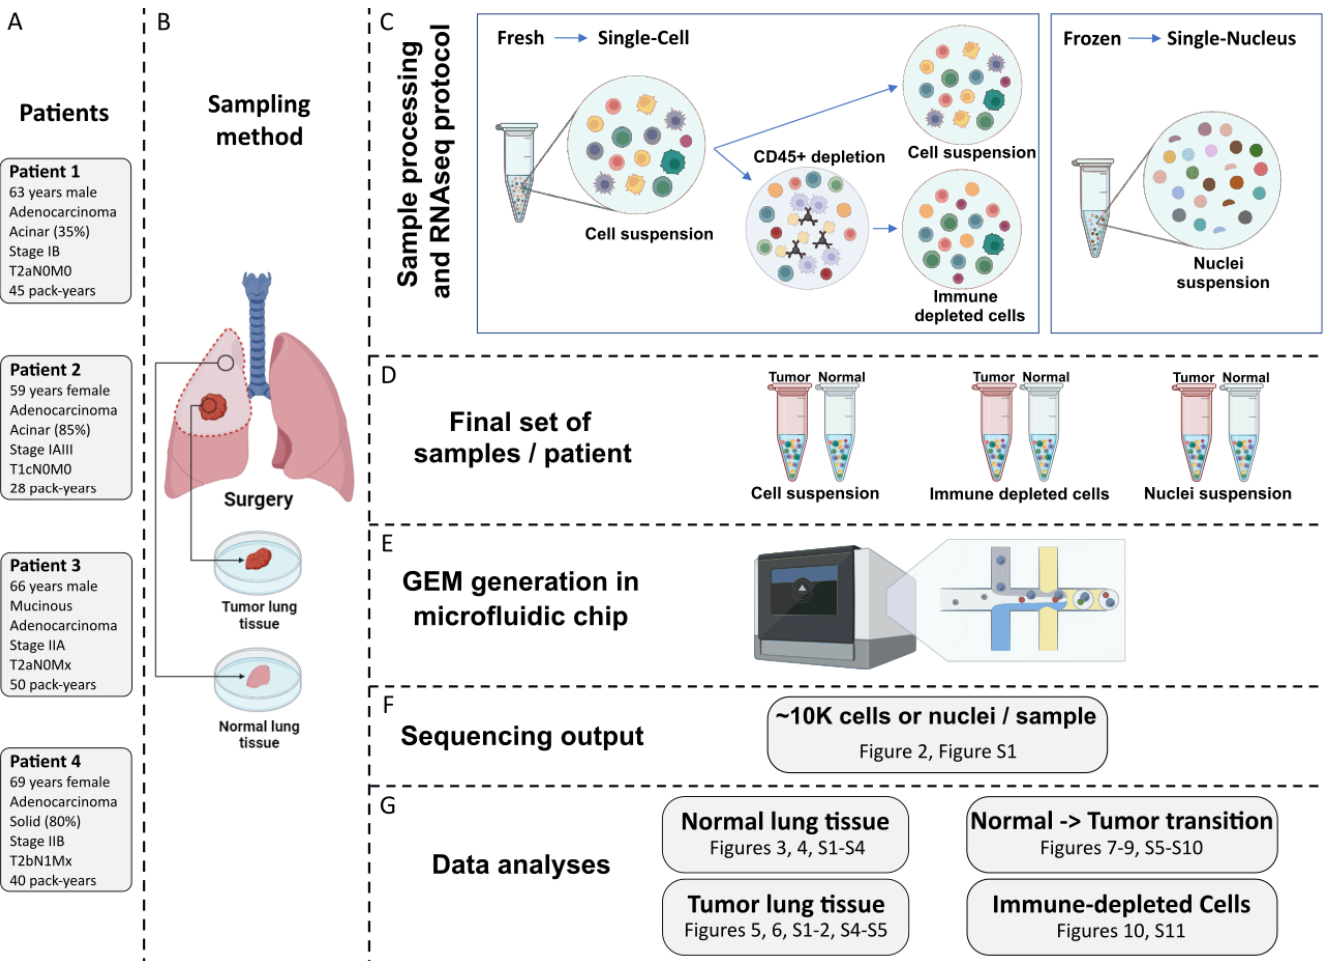 A
Patients
Patient 1
63 years male
Adenocarcinoma
Acinar (35%)
Stage IB
T2aN0M0
45 pack-years
Patient 2
59 years female
Adenocarcinoma
Acinar (85%)
Stage IAIII
T1cN0M0
28 pack-years
Patient 3
66 years male
Mucinous
Adenocarcinoma
Stage IIA
T2aN0Mx
50 pack-years
Patient 4
69 years female
Adenocarcinoma
Solid (80%)
Stage IIB
T2bN1Mx
40 pack-years
B
Sampling
method
Surgery
Tumor lung
tissue
Normal lung
tissue
C
Sample processing
and RNAseq protocol
Fresh
Single-Cell
Cell suspension
CD45+ depletion
Cell suspension
Immune
depleted cells
Frozen
Single-Nucleus
Nuclei
suspension
D
Final set of
samples / patient
Tumor Normal
Cell suspension
Tumor Normal
Immune depleted cells
Tumor Normal
Nuclei suspension
E
GEM generation in
microfluidic chip
F
Sequencing output
~10K cells or nuclei / sample
Figure 2, Figure S1
G
Data analyses
Normal lung tissue
Figures 3, 4, S1-S4
Normal -> Tumor transition
Figures 7-9, S5-S10
Tumor lung tissue
Figures 5, 6, S1-2, S4-S5
Immune-depleted Cells
Figures 10, S11